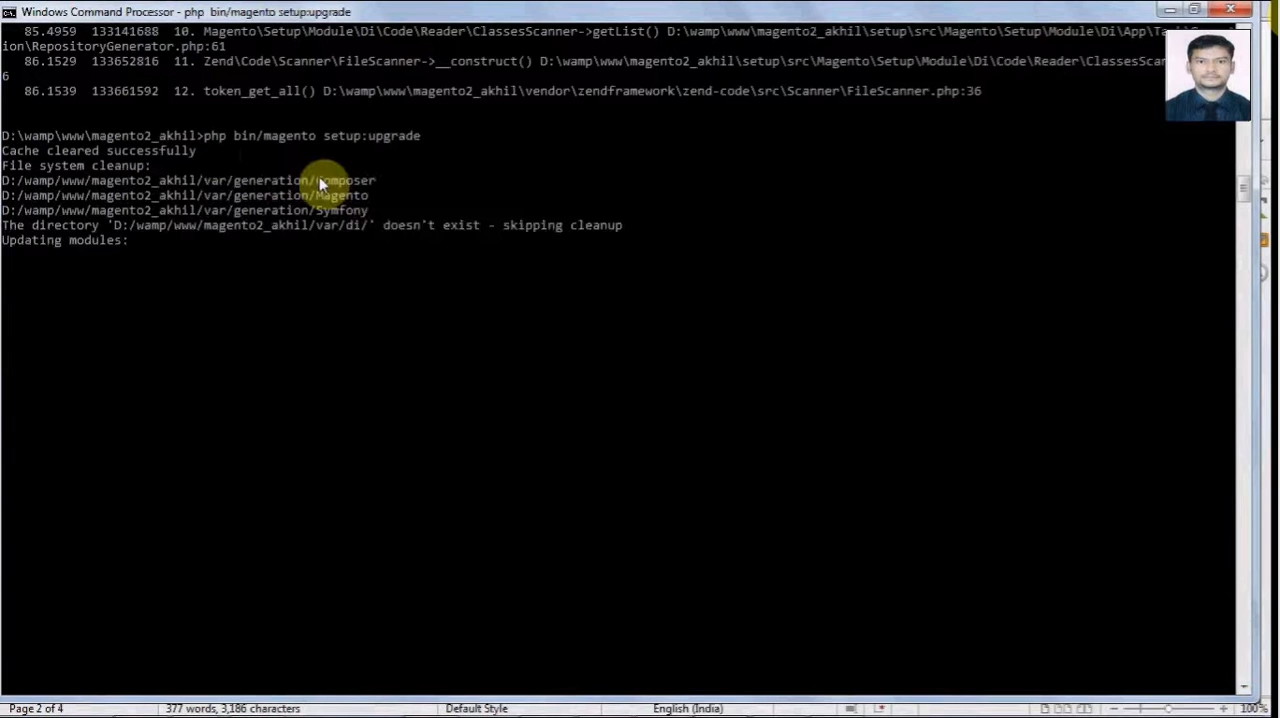 Windows Command Processor - php  bin/magento setup:upgrade
85.4959  133141688  10. Magento\Setup\Module\Di\Code\Reader\ClassesScanner->getList() D:\wamp\www\magento2_akhil\setup\src\Magento\Setup\Module\Di\App\Task\
ion\RepositoryGenerator.php:61
86.1529  133652816  11. Zend\Code\Scanner\FileScanner->__construct() D:\wamp\www\magento2_akhil\setup\src\Magento\Setup\Module\Di\Code\Reader\ClassesSca
6
86.1539  133661592  12. token_get_all() D:\wamp\www\magento2_akhil\vendor\zendframework\zend-code\src\Scanner\FileScanner.php:36
D:\wamp\www\magento2_akhil>php bin/magento setup:upgrade
Cache cleared successfully
File system cleanup:
D:/wamp/www/magento2_akhil/var/generation/Composer
D:/wamp/www/magento2_akhil/var/generation/Magento
D:/wamp/www/magento2_akhil/var/generation/Symfony
The directory 'D:/wamp/www/magento2_akhil/var/di/' doesn't exist - skipping cleanup
Updating modules:
Page 2 of 4 377 words, 3,186 characters Default Style English (India) 100%